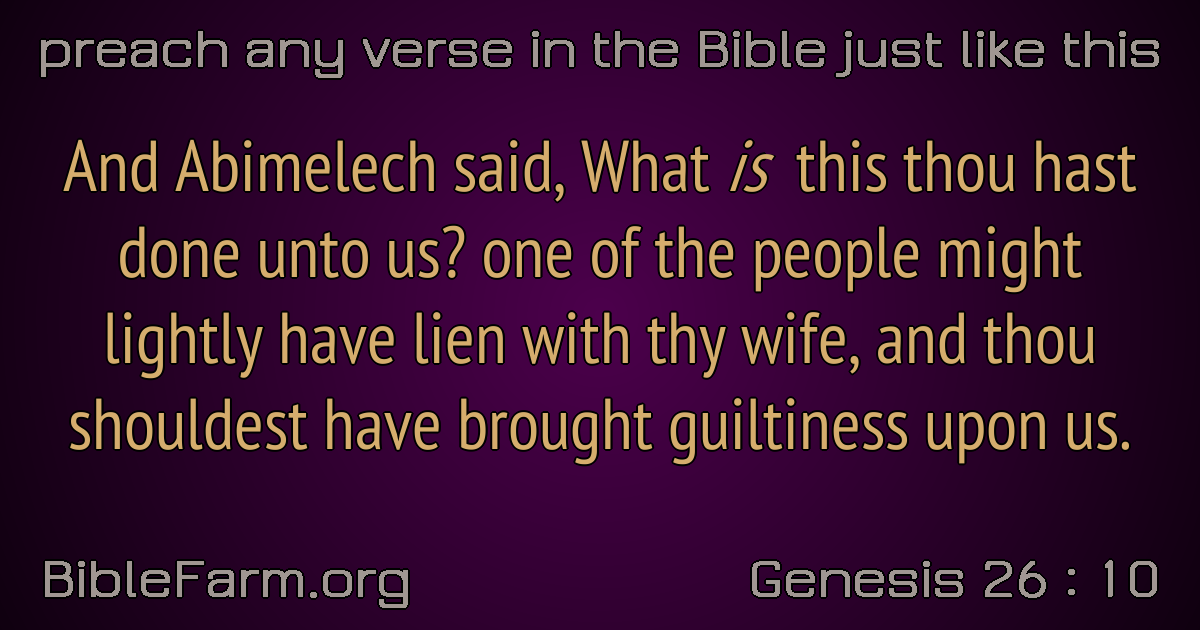 preach any verse in the Bible just like this
And Abimelech said, What is this thou hast
done unto us? one of the people might
lightly have lien with thy wife, and thou
shouldest have brought guiltiness upon us.
BibleFarm.org
Genesis 26 : 10